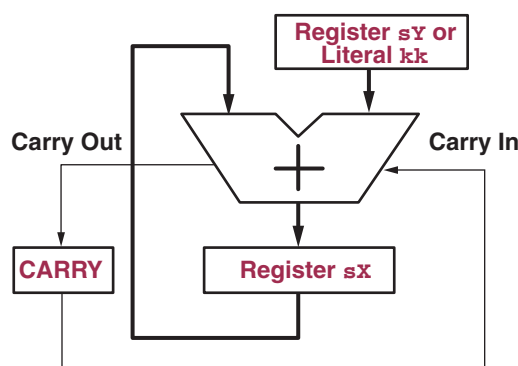 Register sY or
Literal kk
Carry Out
Carry In
+
CARRY
Register sX